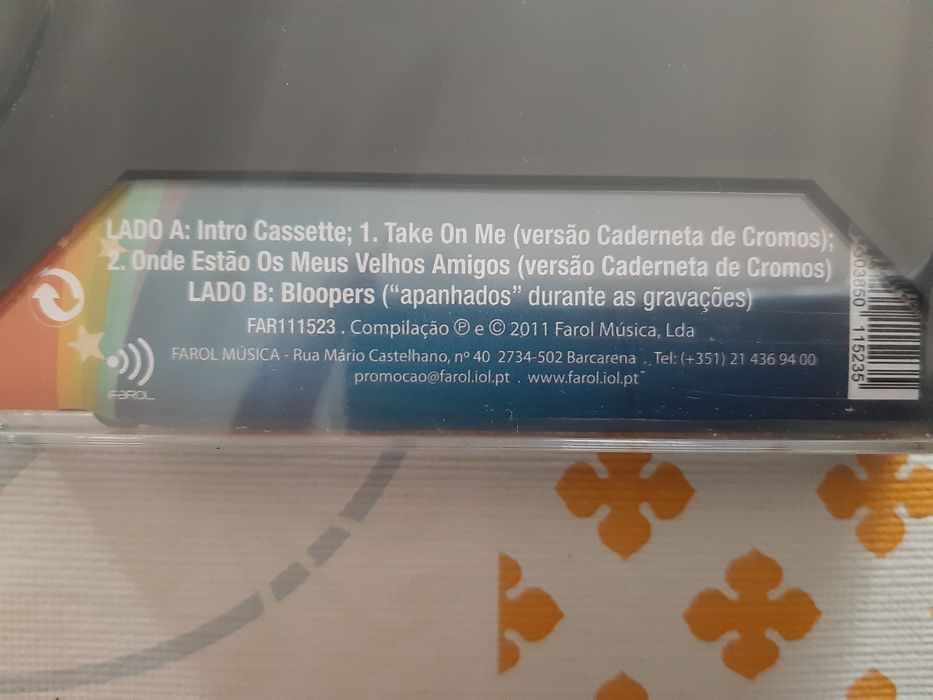 LADO A: Intro Cassette; 1. Take On Me (versão Caderneta de Cromos);
2. Onde Estão Os Meus Velhos Amigos (versão Caderneta de Cromos)
LADO B: Bloopers (“apanhados” durante as gravações)
FAR111523 . Compilação ℗ e © 2011 Farol Música, Lda
FAROL MÚSICA - Rua Mário Castelhano, nº 40 2734-502 Barcarena . Tel: (+351) 21 436 94 00
promocao@farol.iol.pt . www.farol.iol.pt
FAROL
115235